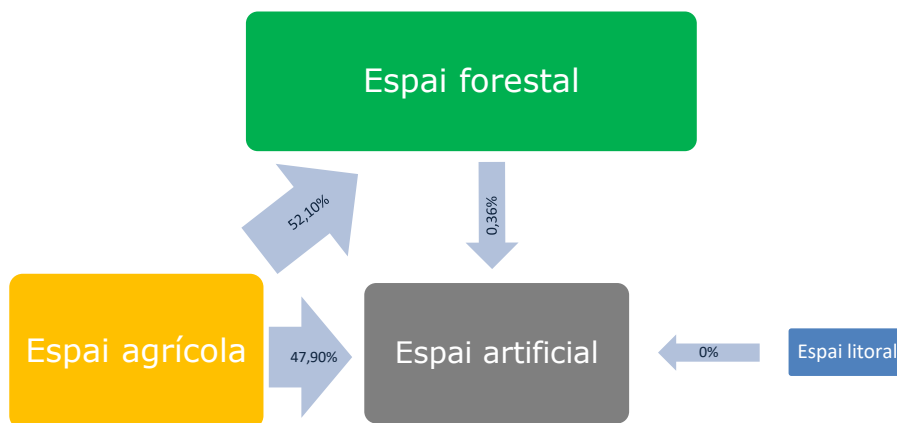 Espai forestal
52,10%
0,36%
Espai agrícola
47,90%
Espai artificial
0%
Espai litoral